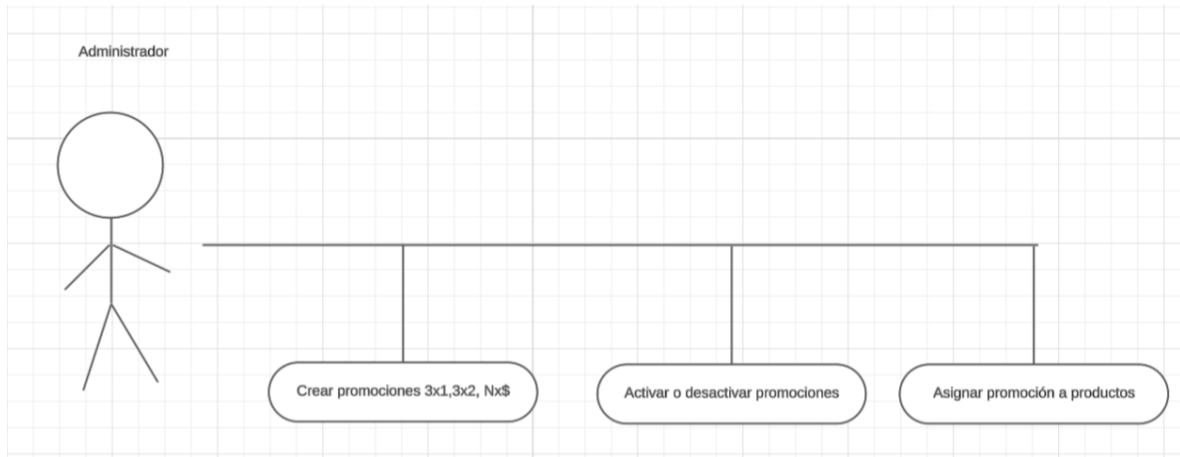 Administrador
Crear promociones 3x1,3x2, Nx$
Activar o desactivar promociones
Asignar promoción a productos